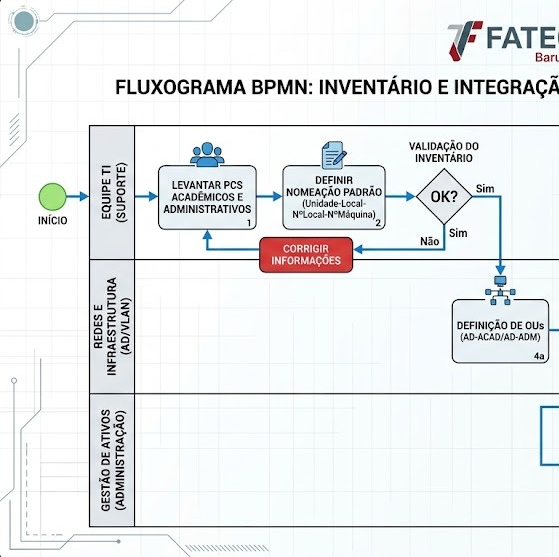 FATEC
Baru
FLUXOGRAMA BPMN: INVENTÁRIO E INTEGRAÇÃ
EQUIPE TI
(SUPORTE)
INÍCIO
LEVANTAR PCS
ACADÊMICOS E
ADMINISTRATIVOS
1
DEFINIR
NOMEAÇÃO PADRÃO
(Unidade-Local-
NºLocal-NºMáquina)
2
VALIDAÇÃO DO
INVENTÁRIO
OK?
Sim
Sim
Não
CORRIGIR
INFORMAÇÕES
REDES E
INFRAESTRUTURA
(AD/VLAN)
DEFINIÇÃO DE OUs
(AD-ACAD/AD-ADM)
4a
GESTÃO DE ATIVOS
(ADMINISTRAÇÃO)